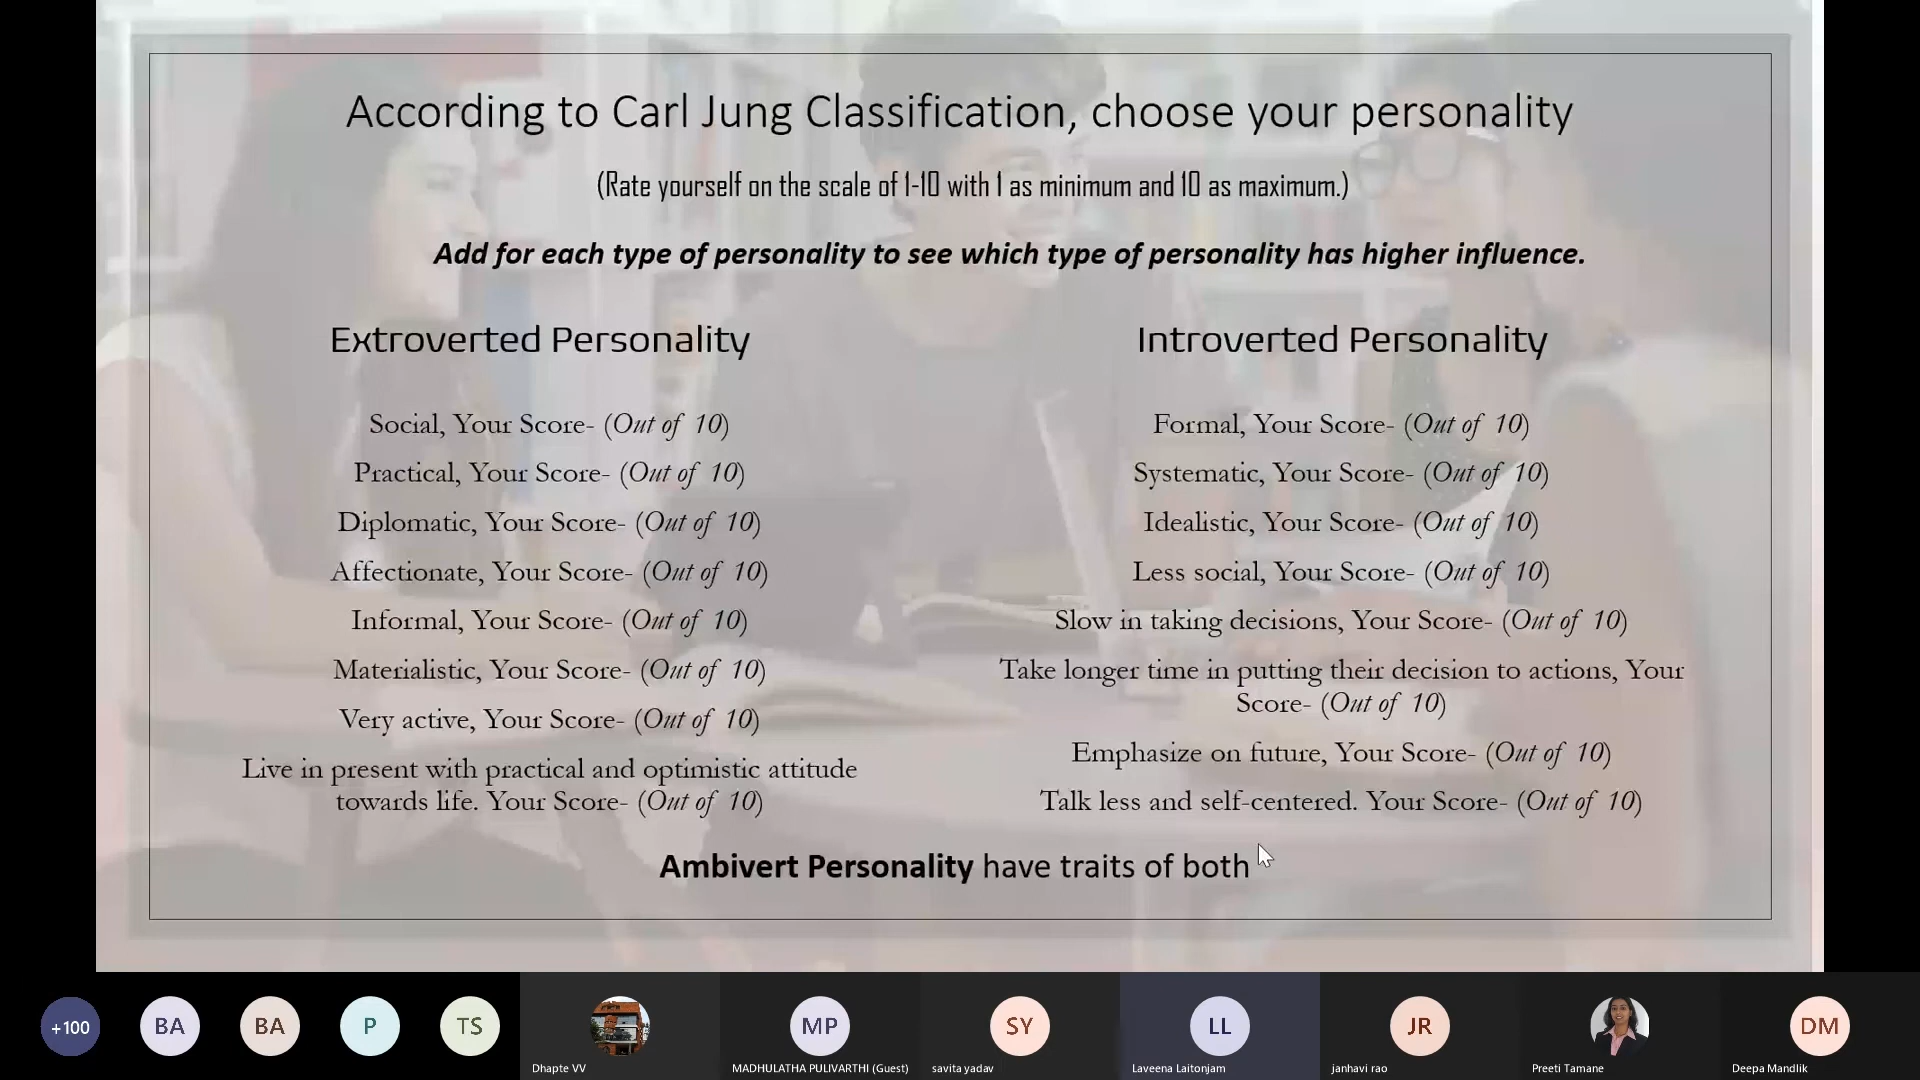 According to Carl Jung Classification, choose your personality
(Rate yourself on the scale of 1-10 with 1 as minimum and 10 as maximum.)
Add for each type of personality to see which type of personality has higher influence.
Extroverted Personality
Social, Your Score- (Out of 10)
Practical, Your Score- (Out of 10)
Diplomatic, Your Score- (Out of 10)
Affectionate, Your Score- (Out of 10)
Informal, Your Score- (Out of 10)
Materialistic, Your Score- (Out of 10)
Very active, Your Score- (Out of 10)
Live in present with practical and optimistic attitude
towards life. Your Score- (Out of 10)
Introverted Personality
Formal, Your Score- (Out of 10)
Systematic, Your Score- (Out of 10)
Idealistic, Your Score- (Out of 10)
Less social, Your Score- (Out of 10)
Slow in taking decisions, Your Score- (Out of 10)
Take longer time in putting their decision to actions, Your
Score- (Out of 10)
Emphasize on future, Your Score- (Out of 10)
Talk less and self-centered. Your Score- (Out of 10)
Ambivert Personality have traits of both
+100
BA
BA
P
TS
Dhapte VV
MP
MADHULATHA PULIVARTHI (Guest)
SY
savita yadav
LL
Laveena Laitonjam
JR
janhavi rao
Preeti Tamane
DM
Deepa Mandlik